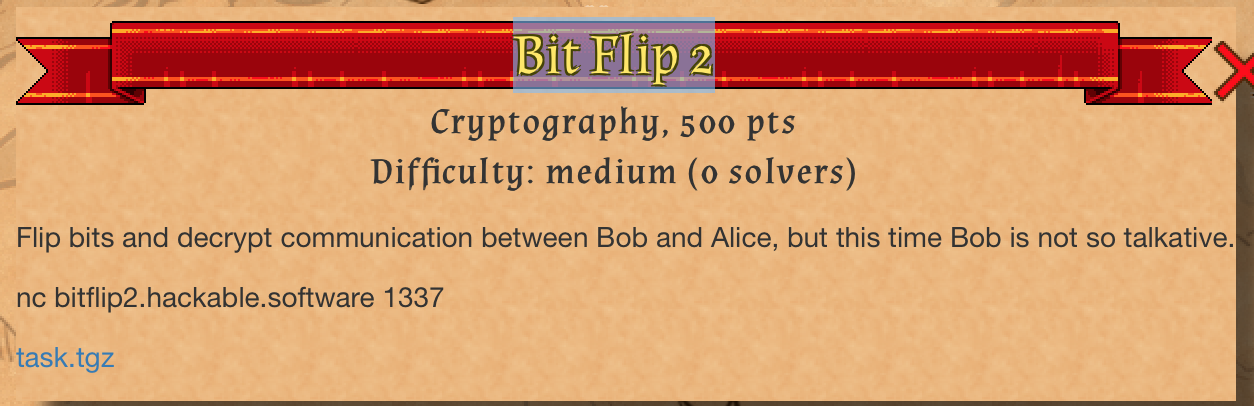 Bit Flip 2
Cryptography, 500 pts
Difficulty: medium (0 solvers)
Flip bits and decrypt communication between Bob and Alice, but this time Bob is not so talkative.
nc bitflip2.hackable.software 1337
task.tgz